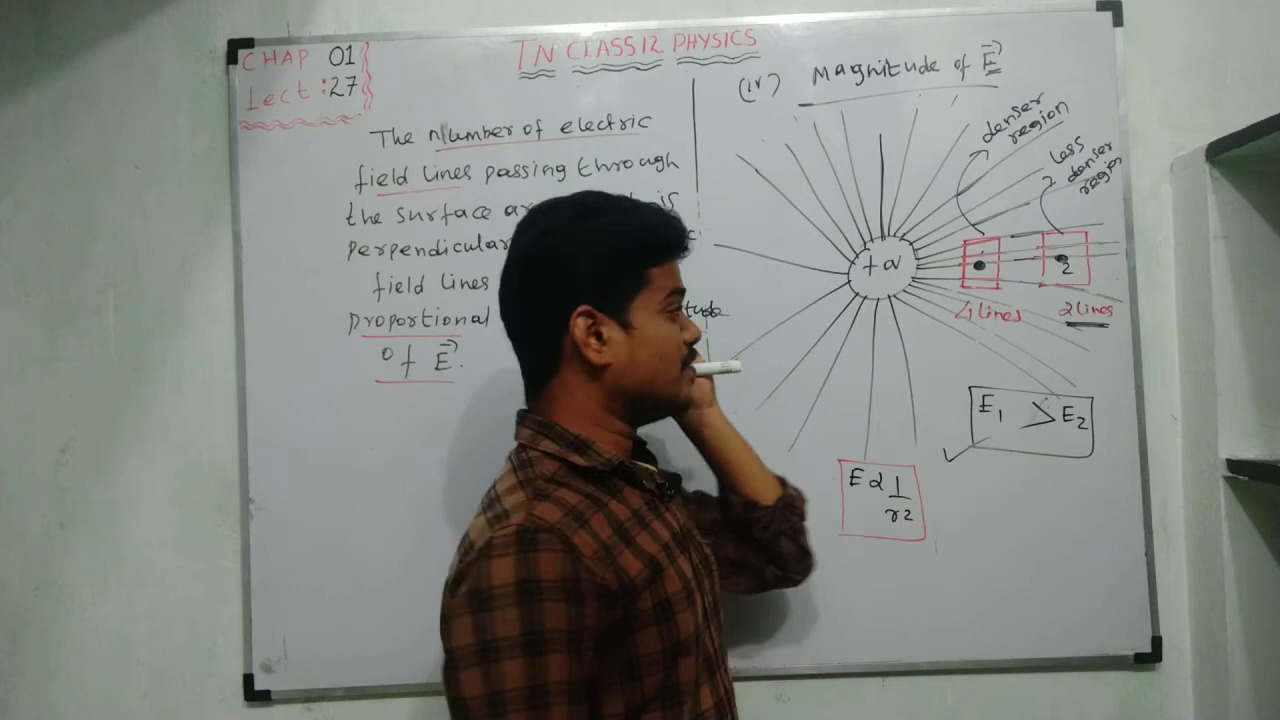 CHAP 01
Lect :27
TN CLASS 12 PHYSICS
The Number of electric
field lines passing through
the surface is
perpendicular
field lines
proportional
of E⃗.
(iv) Magnitude of E⃗
denser
region
Less
denser
region
+q
2
4 lines
2 lines
E₁ > E₂
E α 1/r²